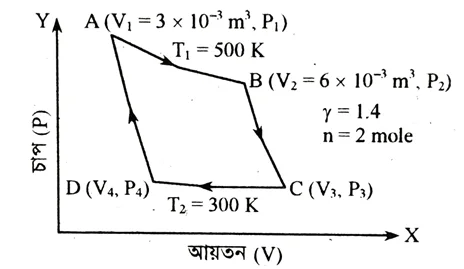 Y
A (V₁ = 3 × 10⁻³ m³, P₁)
T₁ = 500 K
B (V₂ = 6 × 10⁻³ m³, P₂)
γ = 1.4
n = 2 mole
চাপ (P)
D (V₄, P₄)
C (V₃, P₃)
T₂ = 300 K
X
আয়তন (V)